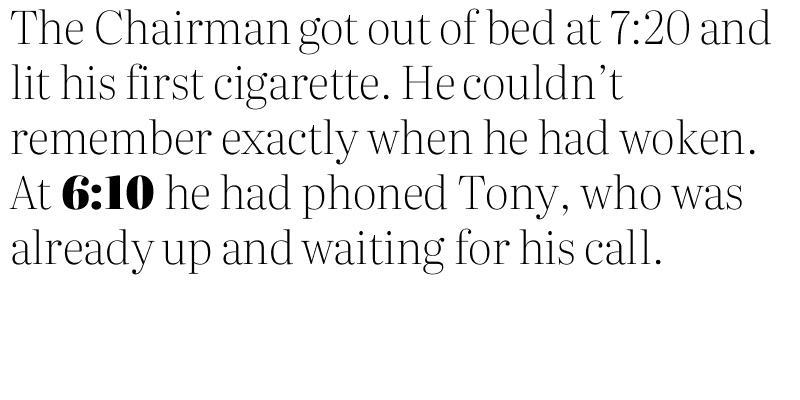 The Chairman got out of bed at 7:20 and
lit his first cigarette. He couldn’t
remember exactly when he had woken.
At 6:10 he had phoned Tony, who was
already up and waiting for his call.